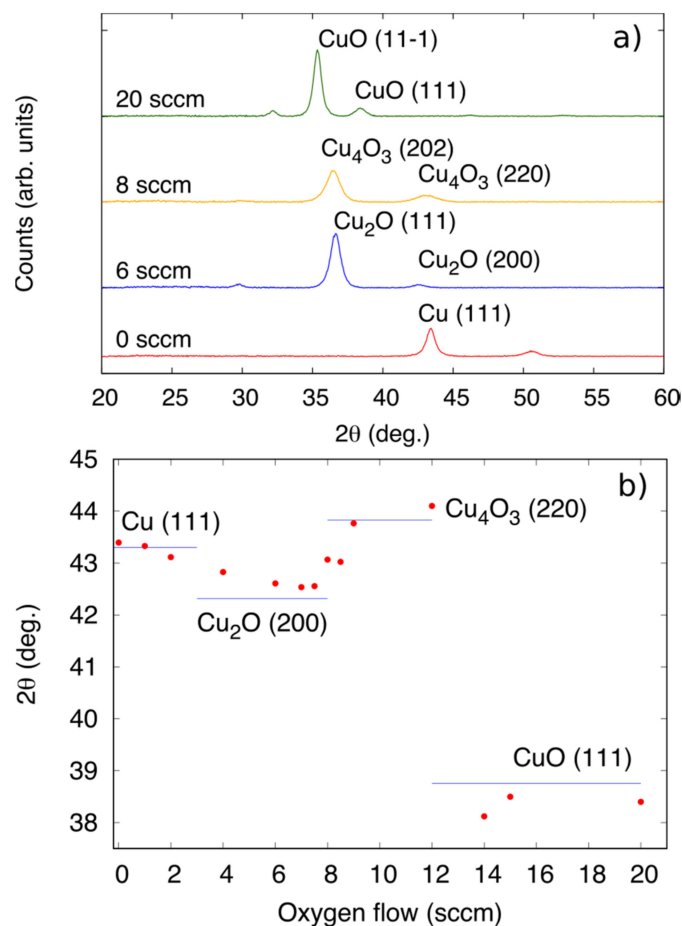 a)
CuO (11-1)
20 sccm
CuO (111)
Cu₄O₃ (202)
8 sccm
Cu₄O₃ (220)
Cu₂O (111)
6 sccm
Cu₂O (200)
Cu (111)
0 sccm
Counts (arb. units)
20 25 30 35 40 45 50 55 60
2θ (deg.)
b)
45
44
43
42
41
40
39
38
2θ (deg.)
Cu (111)
Cu₄O₃ (220)
Cu₂O (200)
CuO (111)
0 2 4 6 8 10 12 14 16 18 20
Oxygen flow (sccm)